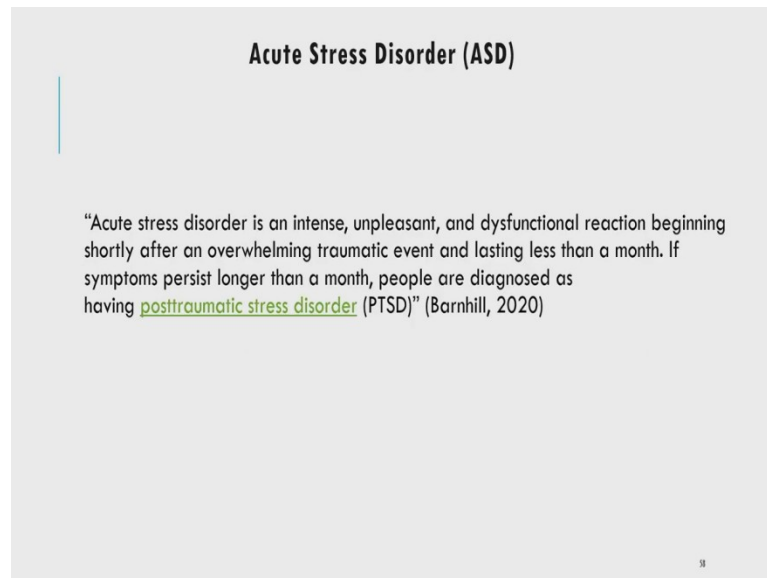 Acute Stress Disorder (ASD)
“Acute stress disorder is an intense, unpleasant, and dysfunctional reaction beginning
shortly after an overwhelming traumatic event and lasting less than a month. If
symptoms persist longer than a month, people are diagnosed as
having posttraumatic stress disorder (PTSD)” (Barnhill, 2020)
58